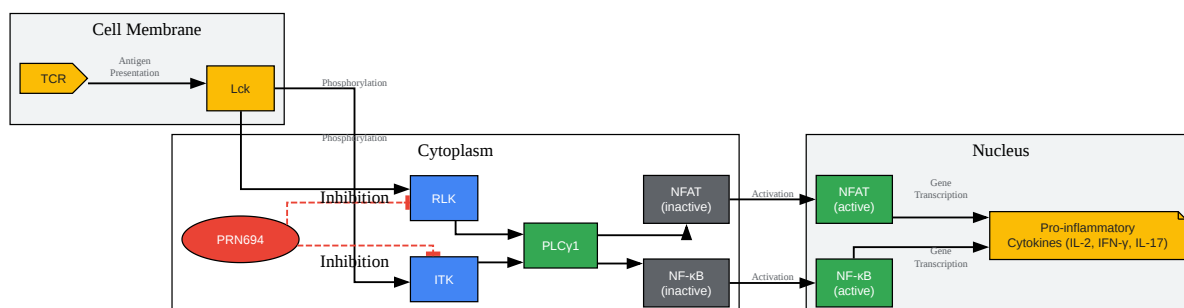 Cell Membrane
TCR
Antigen
Presentation
Lck
Phosphorylation
Phosphorylation
Cytoplasm
Inhibition
RLK
PRN694
Inhibition
ITK
PLCγ1
NFAT
(inactive)
NF-κB
(inactive)
Activation
Activation
Nucleus
NFAT
(active)
Gene
Transcription
NF-κB
(active)
Gene
Transcription
Pro-inflammatory
Cytokines (IL-2, IFN-γ, IL-17)